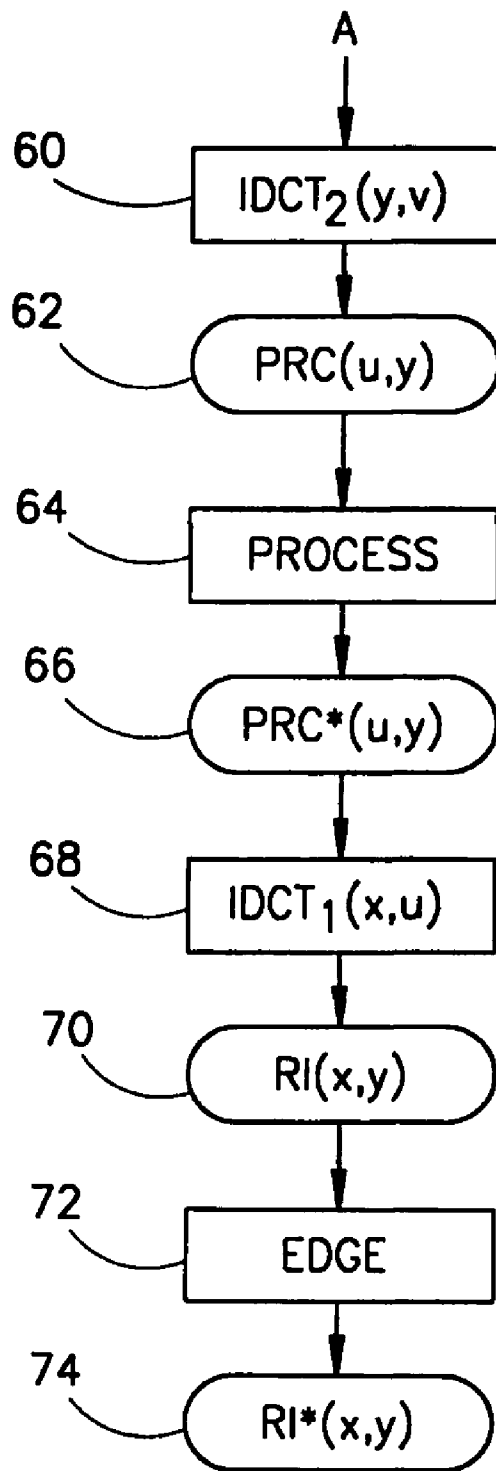 A
60
IDCT₂(y,v)
62
PRC(u,y)
64
PROCESS
66
PRC*(u,y)
68
IDCT₁(x,u)
70
RI(x,y)
72
EDGE
74
RI*(x,y)